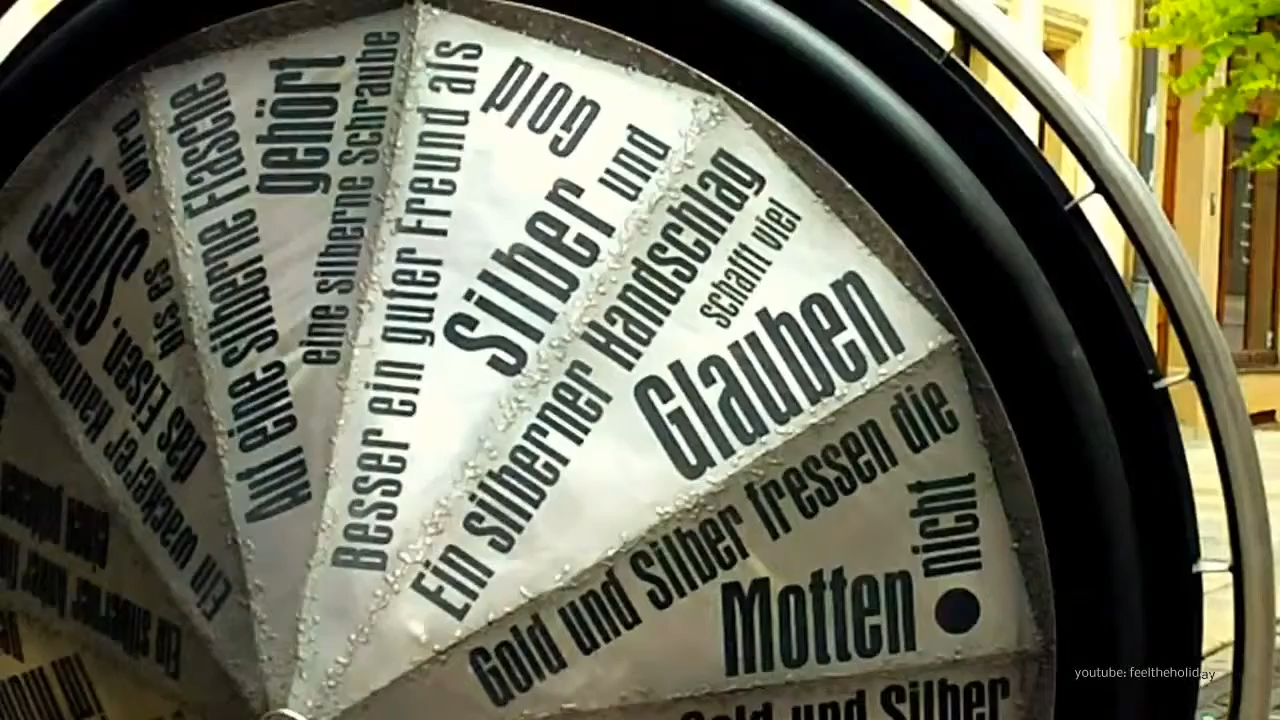 Ein wackerer Kaufmann lobt
das Eisen, bis es
Silber wird
Auf eine silberne Flasche
gehört
eine silberne Schraube
Besser ein guter Freund als
Silber und
Gold
Ein silberner Handschlag
schafft viel
Glauben
Gold und Silber fressen die
Motten nicht
Gold und Silber
youtube: feeltheholiday